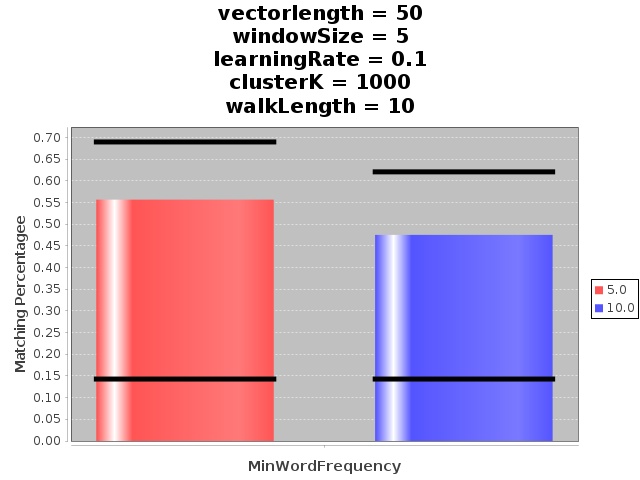 vectorlength = 50
windowSize = 5
learningRate = 0.1
clusterK = 1000
walkLength = 10
0.70
0.65
0.60
0.55
0.50
0.45
0.40
0.35
0.30
0.25
0.20
0.15
0.10
0.05
0.00
Matching Percentagee
MinWordFrequency
5.0
10.0